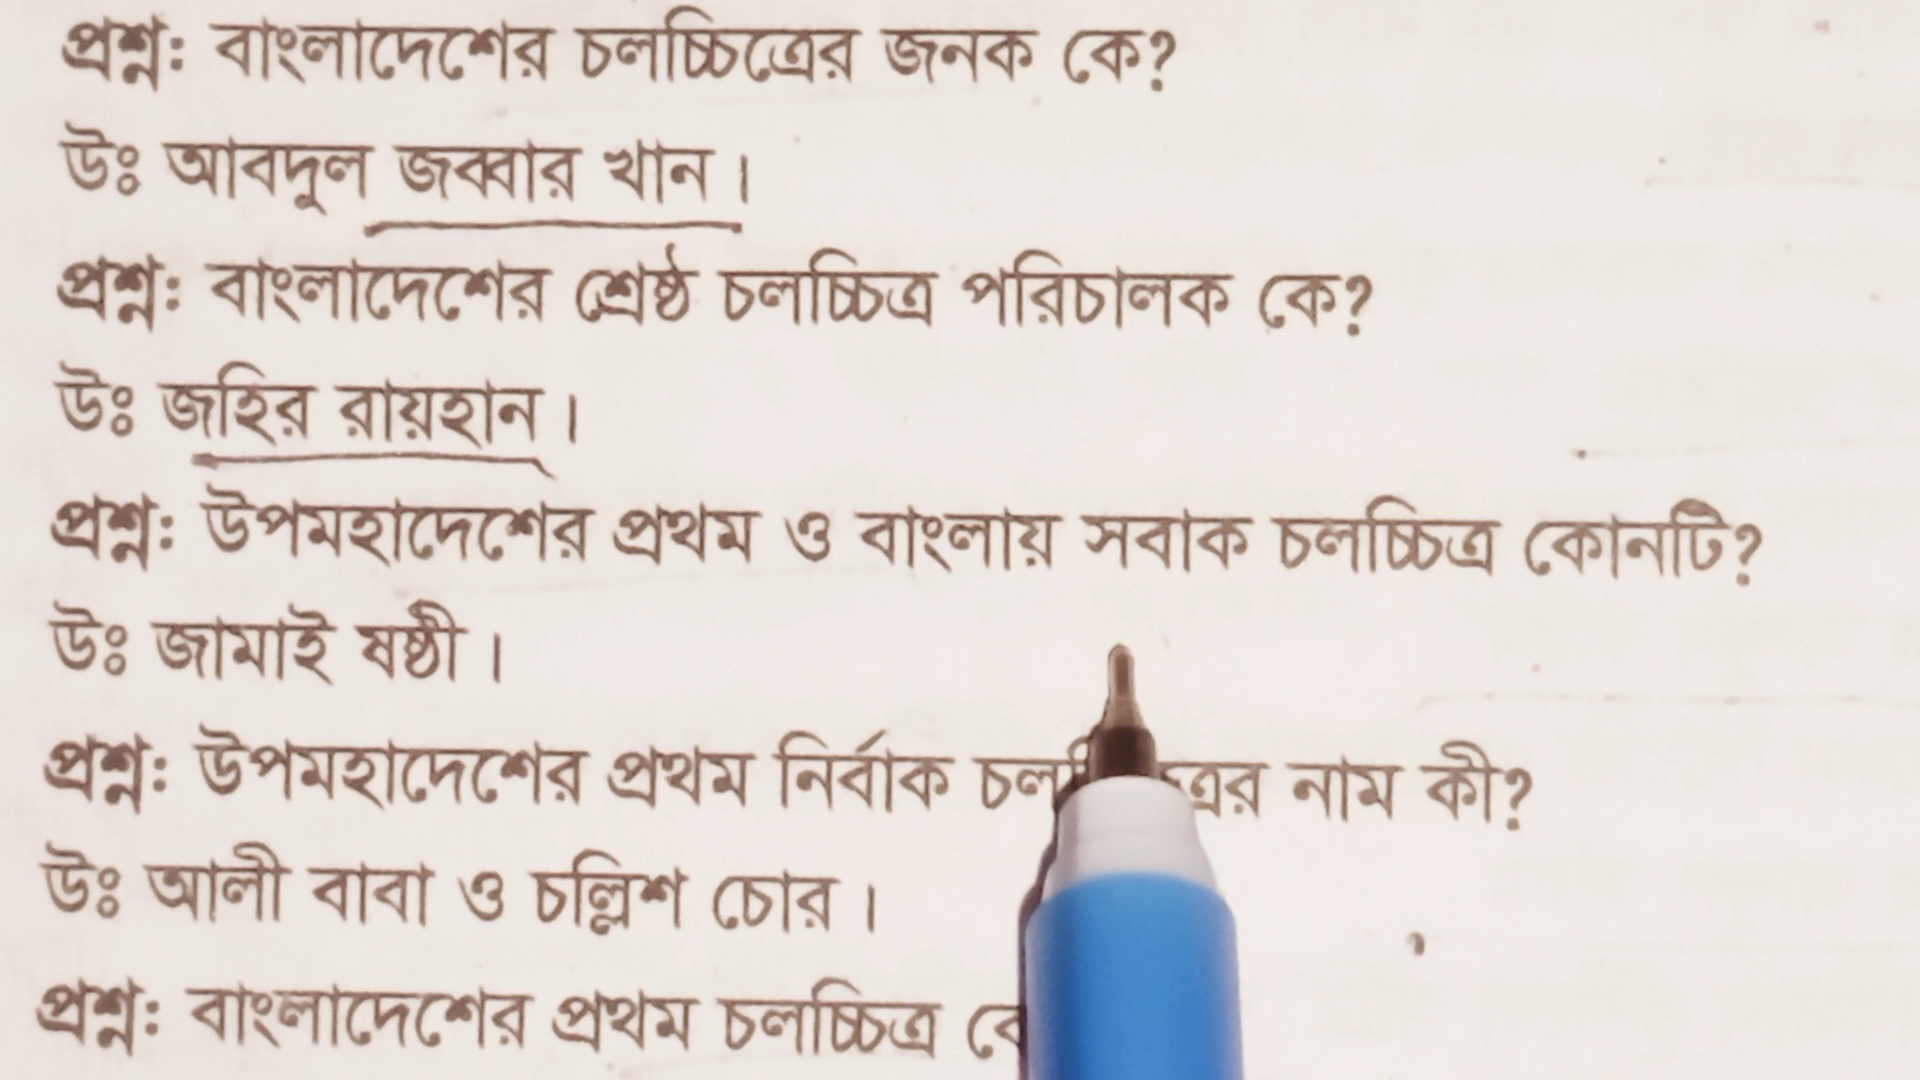 প্রশ্ন: বাংলাদেশের চলচ্চিত্রের জনক কে?
উঃ আবদুল জব্বার খান।
প্রশ্ন: বাংলাদেশের শ্রেষ্ঠ চলচ্চিত্র পরিচালক কে?
উঃ জহির রায়হান।
প্রশ্ন: উপমহাদেশের প্রথম ও বাংলায় সবাক চলচ্চিত্র কোনটি?
উঃ জামাই ষষ্ঠী।
প্রশ্ন: উপমহাদেশের প্রথম নির্বাক নাম কী?
উঃ আলী বাবা ও চল্লিশ চোর।
প্রশ্ন: বাংলাদেশের প্রথম চলচ্চিত্র